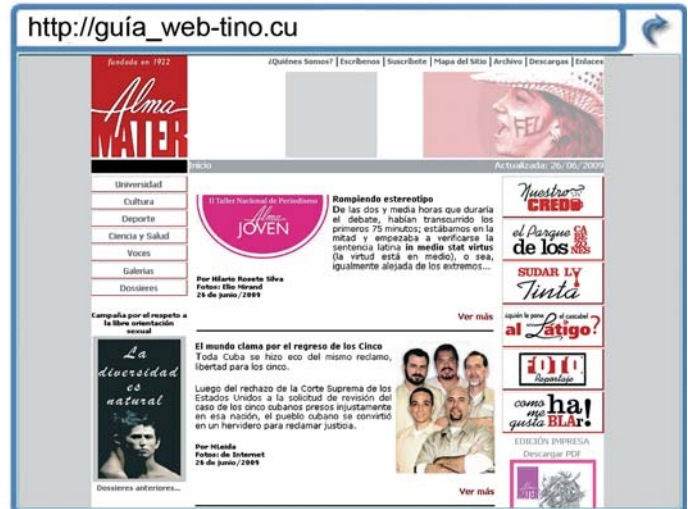 http://guía_web-tino.cu
fundada en 1922
¿Quiénes Somos? | Escríbenos | Suscríbete | Mapa del Sitio | Archivo | Descargas | Enlaces
Alma
MATER
FEU
Inicio
Actualizada: 26/06/2009
Universidad
Cultura
Deporte
Ciencia y Salud
Voces
Galerias
Dossieres
Campaña por el respeto a
la libre orientación
sexual
La
diversidad
es
natural
Dossieres anteriores...
II Taller Nacional de Periodismo
Alma
JOVEN
Por Hilario Rosete Silva
Fotos: Elio Mirand
26 de junio/2009
Rompiendo estereotipo
De las dos y media horas que duraría
el debate, habían transcurrido los
primeros 75 minutos; estábamos en la
mitad y empezaba a verificarse la
sentencia latina in medio stat virtus
(la virtud está en medio), o sea,
igualmente alejada de los extremos...
Ver más
El mundo clama por el regreso de los Cinco
Toda Cuba se hizo eco del mismo reclamo,
libertad para los cinco.
Luego del rechazo de la Corte Suprema de los
Estados Unidos a la solicitud de revisión del
caso de los cinco cubanos presos injustamente
en esa nación, el pueblo cubano se convirtió
en un hervidero para reclamar justicia.
Por MLeida
Fotos: de Internet
26 de junio/2009
Ver más
Nuestro
CREDO
el Parque
de los
CABEZONES
SUDAR LA
Tinta
¿quién le pone el cascabel
al Látigo?
FOTO
Reportaje
como me gusta
ha!
BLAr!
EDICIÓN IMPRESA
Descargar PDF